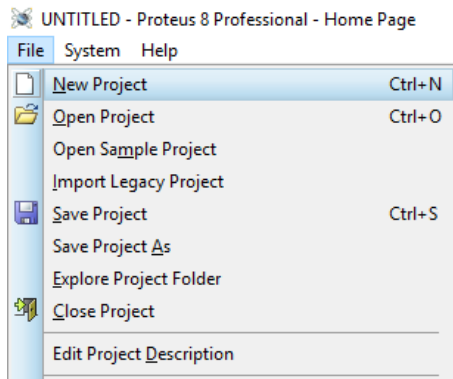 UNTITLED - Proteus 8 Professional - Home Page
File System Help
New Project Ctrl+N
Open Project Ctrl+O
Open Sample Project
Import Legacy Project
Save Project Ctrl+S
Save Project As
Explore Project Folder
Close Project
Edit Project Description